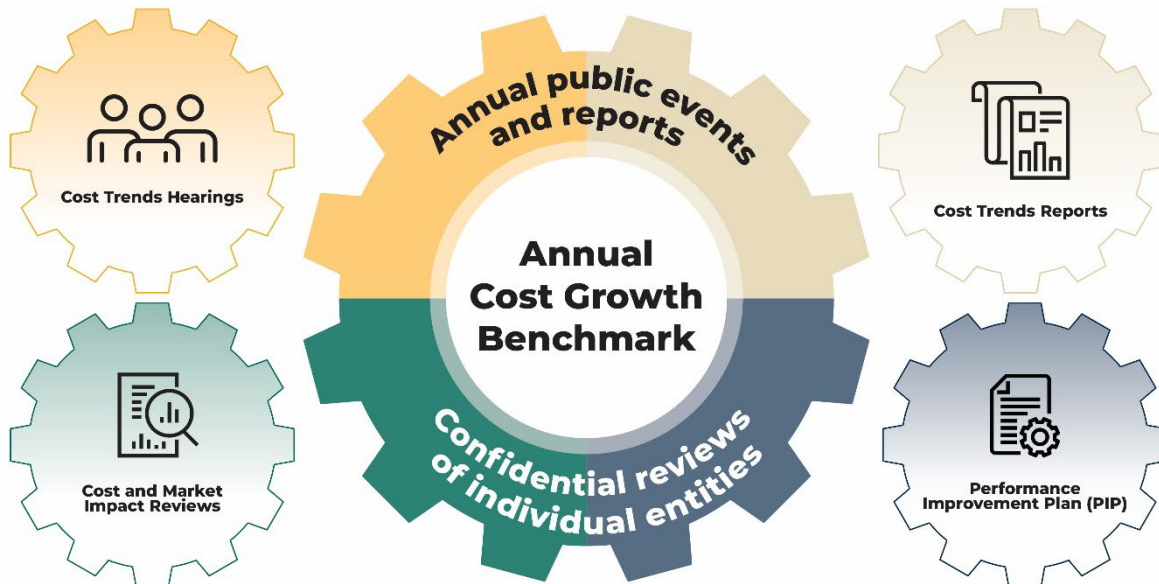 Annual public events
and reports
Cost Trends Hearings
Cost Trends Reports
Annual
Cost Growth
Benchmark
Confidential reviews
of individual entities
Cost and Market
Impact Reviews
Performance
Improvement Plan (PIP)